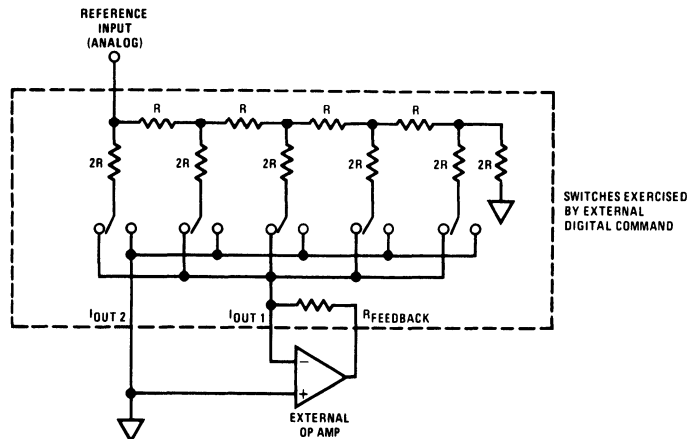 REFERENCE
INPUT
(ANALOG)
R
R
R
R
2R
2R
2R
2R
2R
2R
SWITCHES EXERCISED
BY EXTERNAL
DIGITAL COMMAND
IOUT 2
IOUT 1
RFEEDBACK
−
+
EXTERNAL
OP AMP